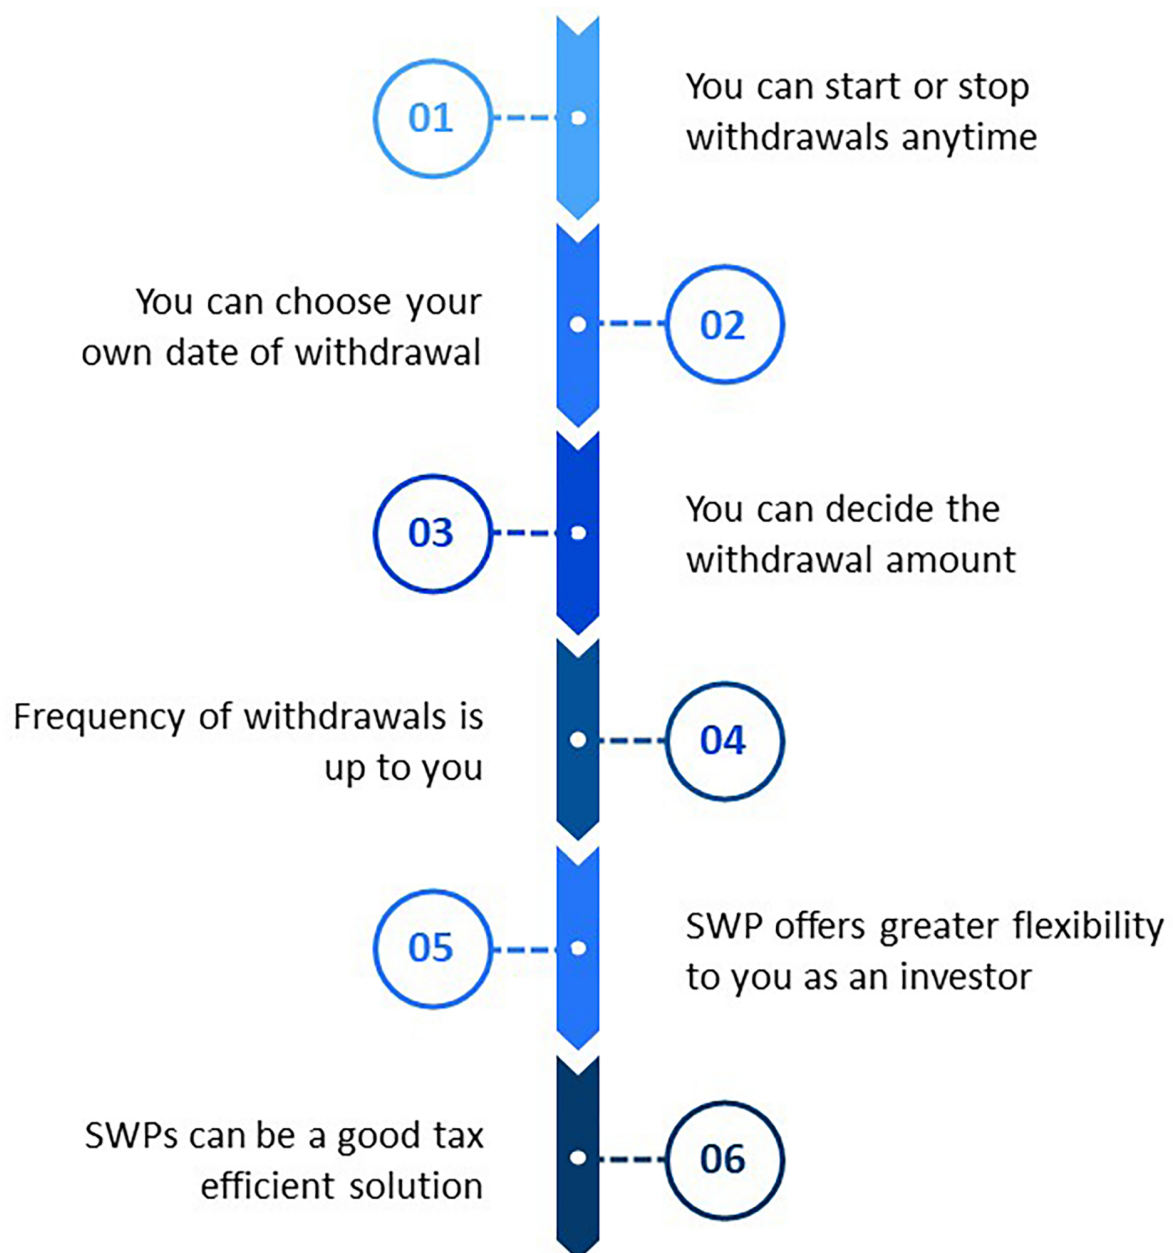 01
You can start or stop
withdrawals anytime
You can choose your
own date of withdrawal
02
03
You can decide the
withdrawal amount
Frequency of withdrawals is
up to you
04
05
SWP offers greater flexibility
to you as an investor
SWPs can be a good tax
efficient solution
06